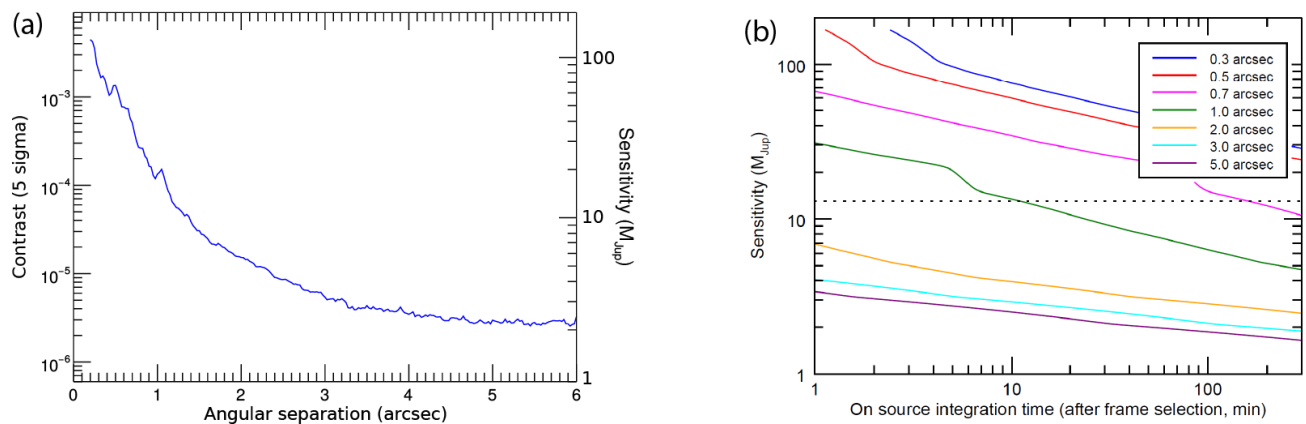 (a)
Contrast (5 sigma)
10⁻³
10⁻⁴
10⁻⁵
10⁻⁶
0 1 2 3 4 5 6
Angular separation (arcsec)
100
10
1
Sensitivity (M_Jup)
(b)
Sensitivity (M_Jup)
100
10
1
0.3 arcsec
0.5 arcsec
0.7 arcsec
1.0 arcsec
2.0 arcsec
3.0 arcsec
5.0 arcsec
1 10 100
On source integration time (after frame selection, min)